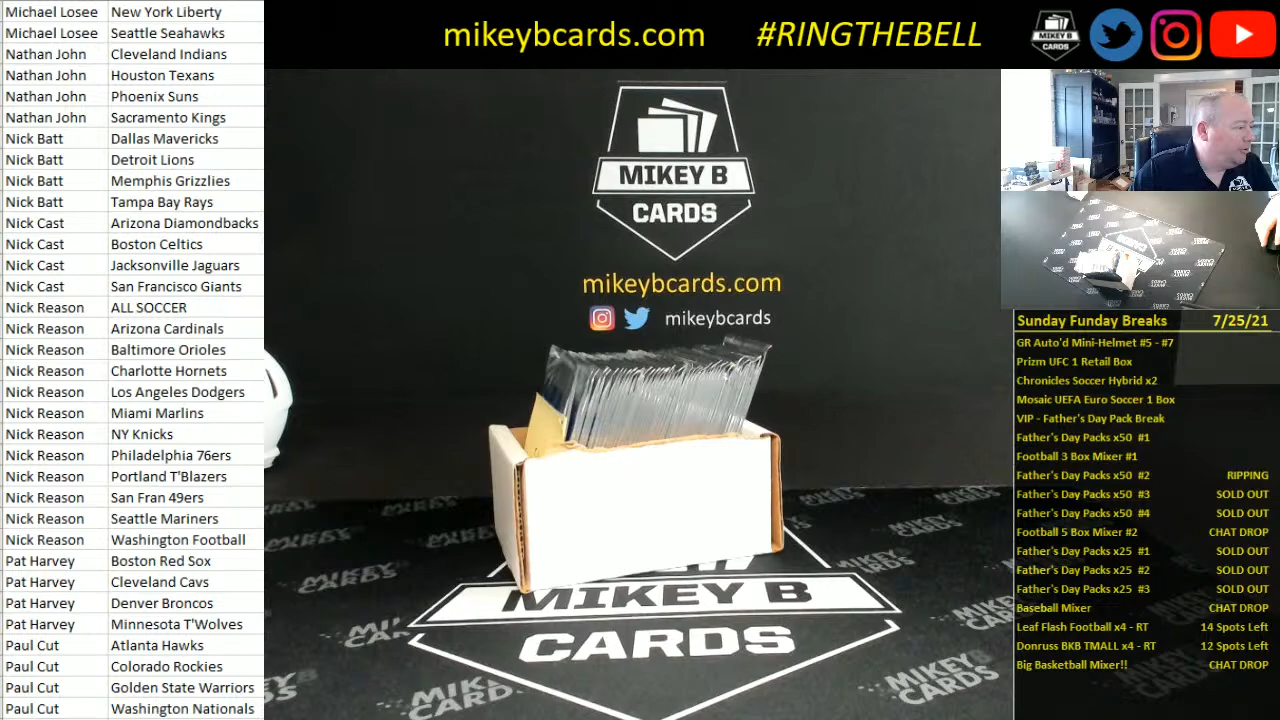 Michael Losee New York Liberty
Michael Losee Seattle Seahawks
Nathan John Cleveland Indians
Nathan John Houston Texans
Nathan John Phoenix Suns
Nathan John Sacramento Kings
Nick Batt Dallas Mavericks
Nick Batt Detroit Lions
Nick Batt Memphis Grizzlies
Nick Batt Tampa Bay Rays
Nick Cast Arizona Diamondbacks
Nick Cast Boston Celtics
Nick Cast Jacksonville Jaguars
Nick Cast San Francisco Giants
Nick Reason ALL SOCCER
Nick Reason Arizona Cardinals
Nick Reason Baltimore Orioles
Nick Reason Charlotte Hornets
Nick Reason Los Angeles Dodgers
Nick Reason Miami Marlins
Nick Reason NY Knicks
Nick Reason Philadelphia 76ers
Nick Reason Portland T'Blazers
Nick Reason San Fran 49ers
Nick Reason Seattle Mariners
Nick Reason Washington Football
Pat Harvey Boston Red Sox
Pat Harvey Cleveland Cavs
Pat Harvey Denver Broncos
Pat Harvey Minnesota T'Wolves
Paul Cut Atlanta Hawks
Paul Cut Colorado Rockies
Paul Cut Golden State Warriors
Paul Cut Washington Nationals
mikeybcards.com #RINGTHEBELL
MIKEY B
CARDS
MIKEY B
CARDS
mikeybcards.com
mikeybcards
MIKEY B
CARDS
Sunday Funday Breaks 7/25/21
GR Auto'd Mini-Helmet #5 - #7
Prizm UFC 1 Retail Box
Chronicles Soccer Hybrid x2
Mosaic UEFA Euro Soccer 1 Box
VIP - Father's Day Pack Break
Father's Day Packs x50 #1
Football 3 Box Mixer #1
Father's Day Packs x50 #2 RIPPING
Father's Day Packs x50 #3 SOLD OUT
Father's Day Packs x50 #4 SOLD OUT
Football 5 Box Mixer #2 CHAT DROP
Father's Day Packs x25 #1 SOLD OUT
Father's Day Packs x25 #2 SOLD OUT
Father's Day Packs x25 #3 SOLD OUT
Baseball Mixer CHAT DROP
Leaf Flash Football x4 - RT 14 Spots Left
Donruss BKB TMALL x4 - RT 12 Spots Left
Big Basketball Mixer!! CHAT DROP